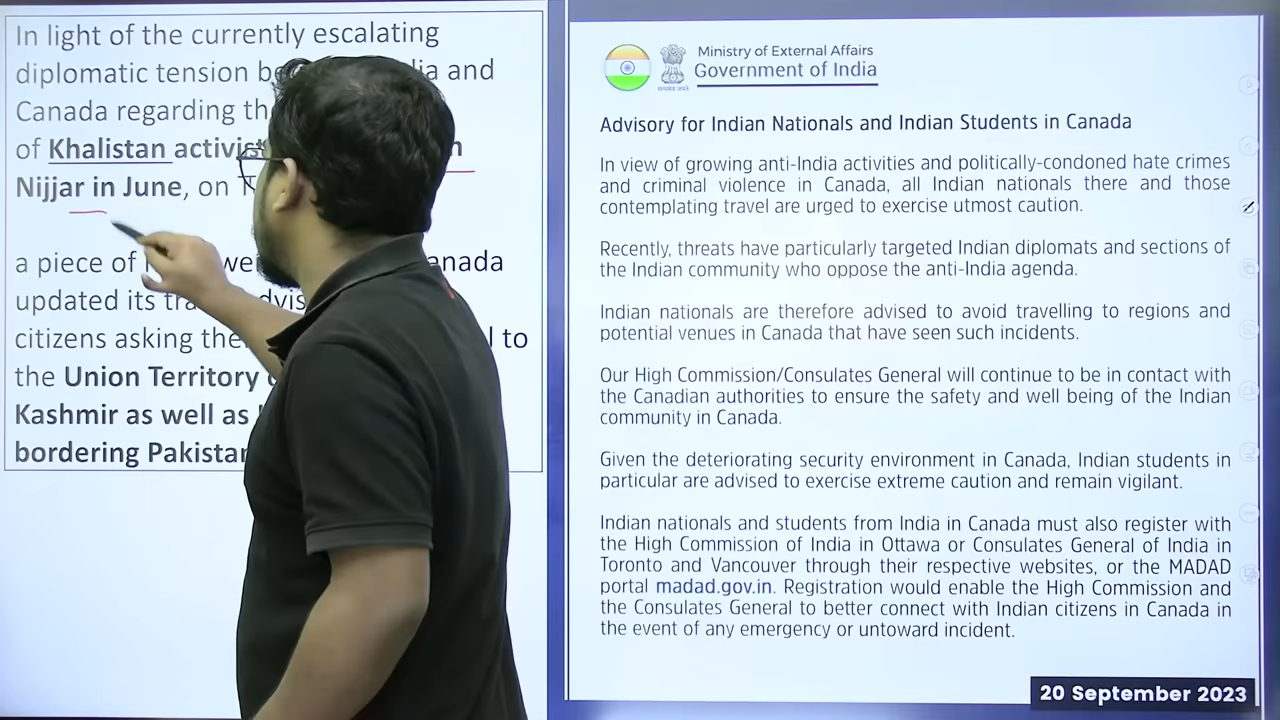 In light of the currently escalating
diplomatic tension and
Canada regarding
of Khalistan activist
Nijjar in June, on
a piece of
updated its
citizens asking to
the Union Territory
Kashmir as well as
bordering
Ministry of External Affairs
Government of India
Advisory for Indian Nationals and Indian Students in Canada
In view of growing anti-India activities and politically-condoned hate crimes
and criminal violence in Canada, all Indian nationals there and those
contemplating travel are urged to exercise utmost caution.
Recently, threats have particularly targeted Indian diplomats and sections of
the Indian community who oppose the anti-India agenda.
Indian nationals are therefore advised to avoid travelling to regions and
potential venues in Canada that have seen such incidents.
Our High Commission/Consulates General will continue to be in contact with
the Canadian authorities to ensure the safety and well being of the Indian
community in Canada.
Given the deteriorating security environment in Canada, Indian students in
particular are advised to exercise extreme caution and remain vigilant.
Indian nationals and students from India in Canada must also register with
the High Commission of India in Ottawa or Consulates General of India in
Toronto and Vancouver through their respective websites, or the MADAD
portal madad.gov.in. Registration would enable the High Commission and
the Consulates General to better connect with Indian citizens in Canada in
the event of any emergency or untoward incident.
20 September 2023